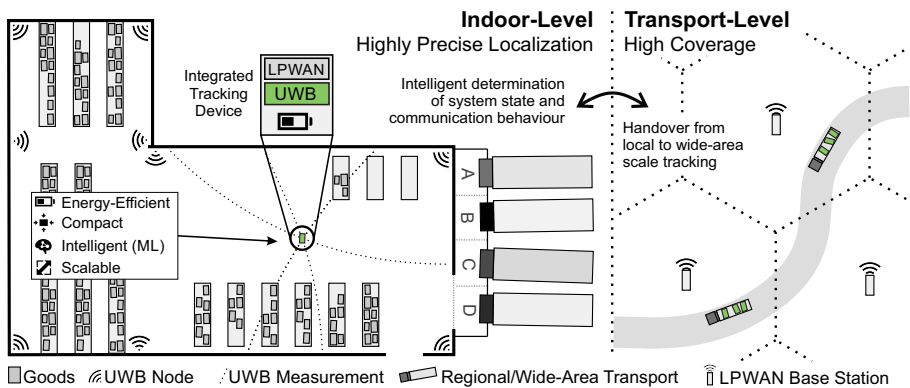 Indoor-Level
Highly Precise Localization
Transport-Level
High Coverage
Integrated
Tracking
Device
LPWAN
UWB
Intelligent determination
of system state and
communication behaviour
Handover from
local to wide-area
scale tracking
Energy-Efficient
Compact
Intelligent (ML)
Scalable
A
B
C
D
Goods
UWB Node
UWB Measurement
Regional/Wide-Area Transport
LPWAN Base Station